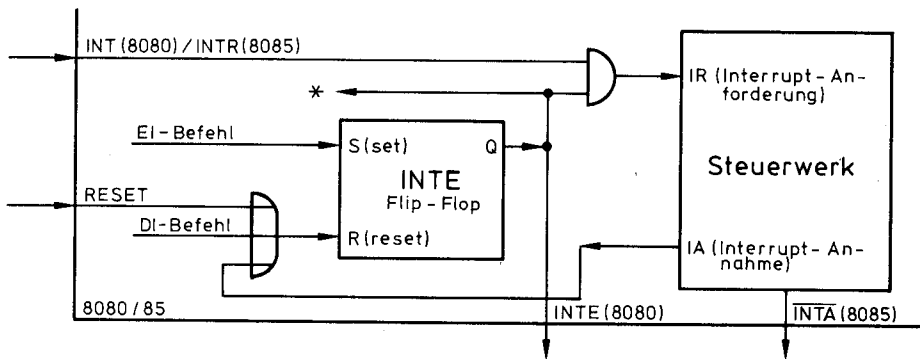 INT (8080) / INTR (8085)
IR (Interrupt-An-
forderung)
*
EI-Befehl
S (set)
Q
INTE
Flip-Flop
Steuerwerk
RESET
DI-Befehl
R (reset)
IA (Interrupt-An-
nahme)
8080/85
INTE (8080)
INTA (8085)